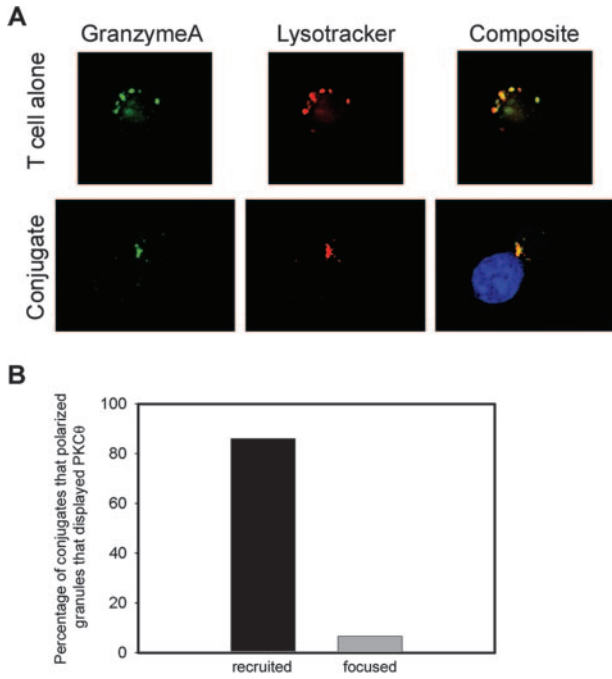 A
GranzymeA
Lysotracker
Composite
T cell alone
Conjugate
B
Percentage of conjugates that polarized
granules that displayed PKCθ
100
80
60
40
20
0
recruited
focused